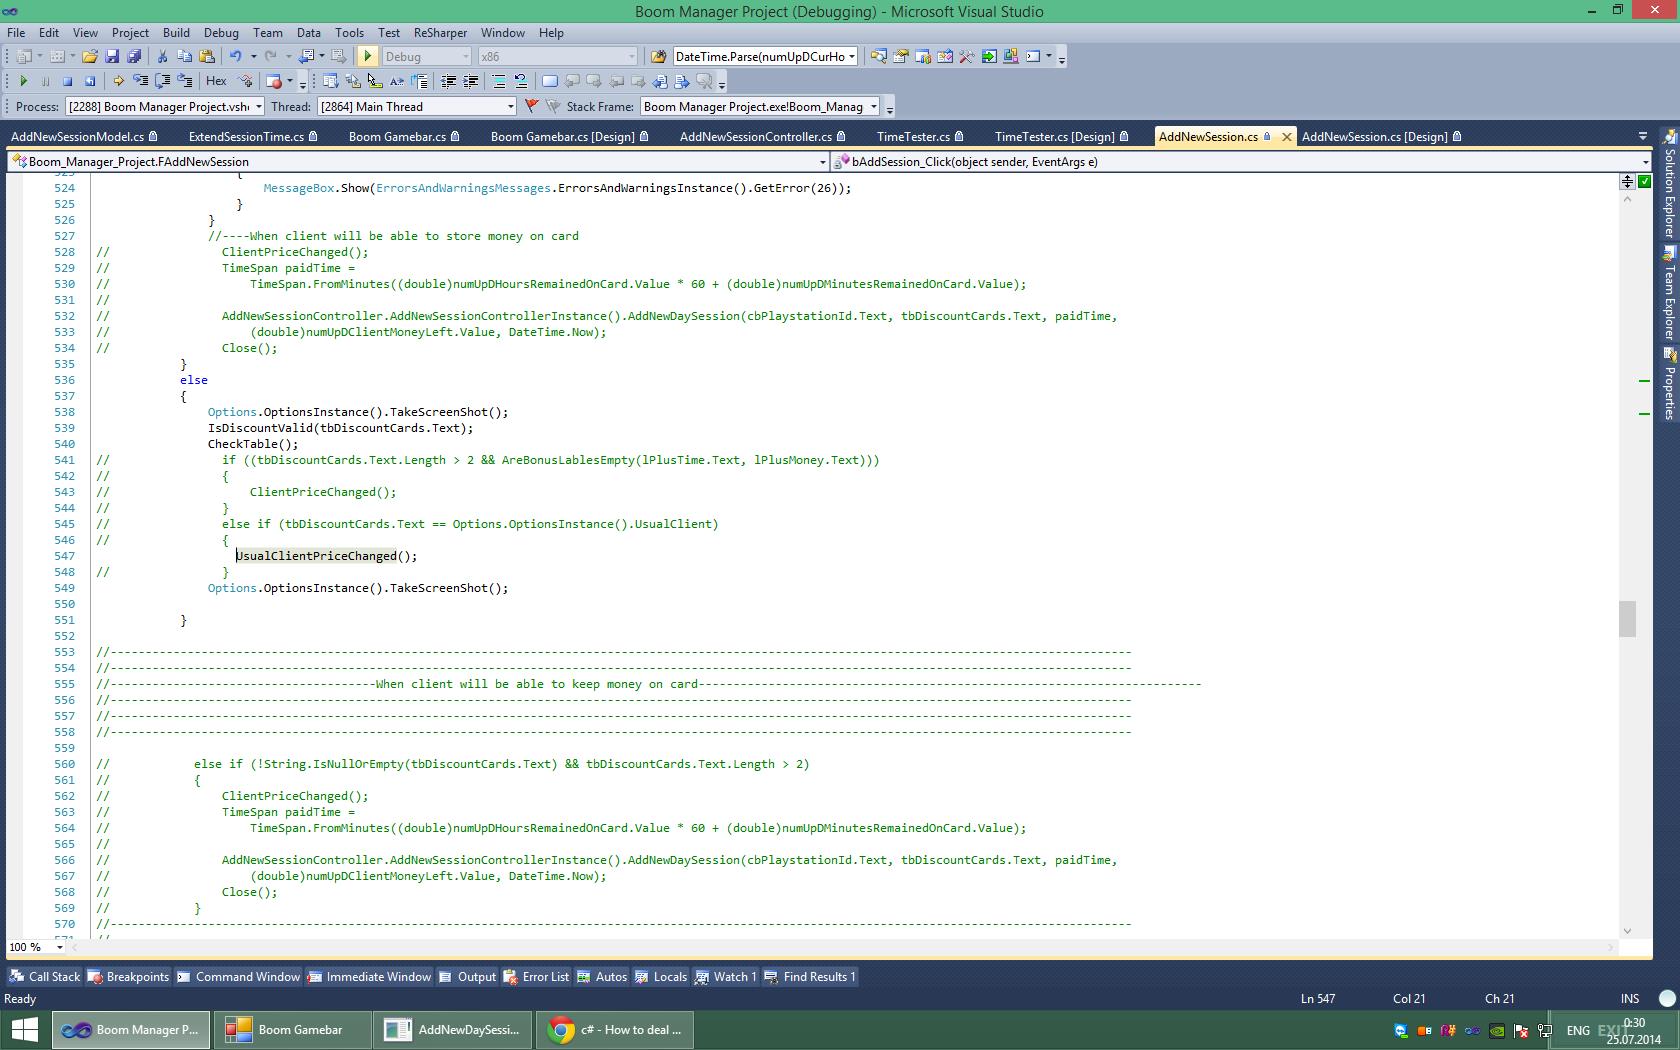 Boom Manager Project (Debugging) - Microsoft Visual Studio
File Edit View Project Build Debug Team Data Tools Test ReSharper Window Help
Debug x86 DateTime.Parse(numUpDCurHo
Hex
Process: [2288] Boom Manager Project.vsh Thread: [2864] Main Thread Stack Frame: Boom Manager Project.exe!Boom_Manag
AddNewSessionModel.cs ExtendSessionTime.cs Boom Gamebar.cs Boom Gamebar.cs [Design] AddNewSessionController.cs TimeTester.cs TimeTester.cs [Design] AddNewSession.cs AddNewSession.cs [Design]
Boom_Manager_Project.FAddNewSession bAddSession_Click(object sender, EventArgs e)
523 {
524 MessageBox.Show(ErrorsAndWarningsMessages.ErrorsAndWarningsInstance().GetError(26));
525 }
526 }
527 //----When client will be able to store money on card
528 // ClientPriceChanged();
529 // TimeSpan paidTime =
530 // TimeSpan.FromMinutes((double)numUpDHoursRemainedOnCard.Value * 60 + (double)numUpDMinutesRemainedOnCard.Value);
531 //
532 // AddNewSessionController.AddNewSessionControllerInstance().AddNewDaySession(cbPlaystationId.Text, tbDiscountCards.Text, paidTime,
533 // (double)numUpDClientMoneyLeft.Value, DateTime.Now);
534 // Close();
535 }
536 else
537 {
538 Options.OptionsInstance().TakeScreenShot();
539 IsDiscountValid(tbDiscountCards.Text);
540 CheckTable();
541 // if ((tbDiscountCards.Text.Length > 2 && AreBonusLablesEmpty(lPlusTime.Text, lPlusMoney.Text)))
542 // {
543 // ClientPriceChanged();
544 // }
545 // else if (tbDiscountCards.Text == Options.OptionsInstance().UsualClient)
546 // {
547 UsualClientPriceChanged();
548 // }
549 Options.OptionsInstance().TakeScreenShot();
550
551 }
552
553 //--------------------------------------------------------------------------------------------------
554 //--------------------------------------------------------------------------------------------------
555 //--------------------------------------When client will be able to keep money on card------------------------------------------------------------------------
556 //--------------------------------------------------------------------------------------------------
557 //--------------------------------------------------------------------------------------------------
558 //--------------------------------------------------------------------------------------------------
559
560 // else if (!String.IsNullOrEmpty(tbDiscountCards.Text) && tbDiscountCards.Text.Length > 2)
561 // {
562 // ClientPriceChanged();
563 // TimeSpan paidTime =
564 // TimeSpan.FromMinutes((double)numUpDHoursRemainedOnCard.Value * 60 + (double)numUpDMinutesRemainedOnCard.Value);
565 //
566 // AddNewSessionController.AddNewSessionControllerInstance().AddNewDaySession(cbPlaystationId.Text, tbDiscountCards.Text, paidTime,
567 // (double)numUpDClientMoneyLeft.Value, DateTime.Now);
568 // Close();
569 // }
570 //--------------------------------------------------------------------------------------------------
571 //
Solution Explorer
Team Explorer
Properties
100 %
Call Stack Breakpoints Command Window Immediate Window Output Error List Autos Locals Watch 1 Find Results 1
Ready Ln 547 Col 21 Ch 21 INS
Boom Manager P... Boom Gamebar AddNewDaySessi... c# - How to deal ... ENG EXIT 0:30
25.07.2014